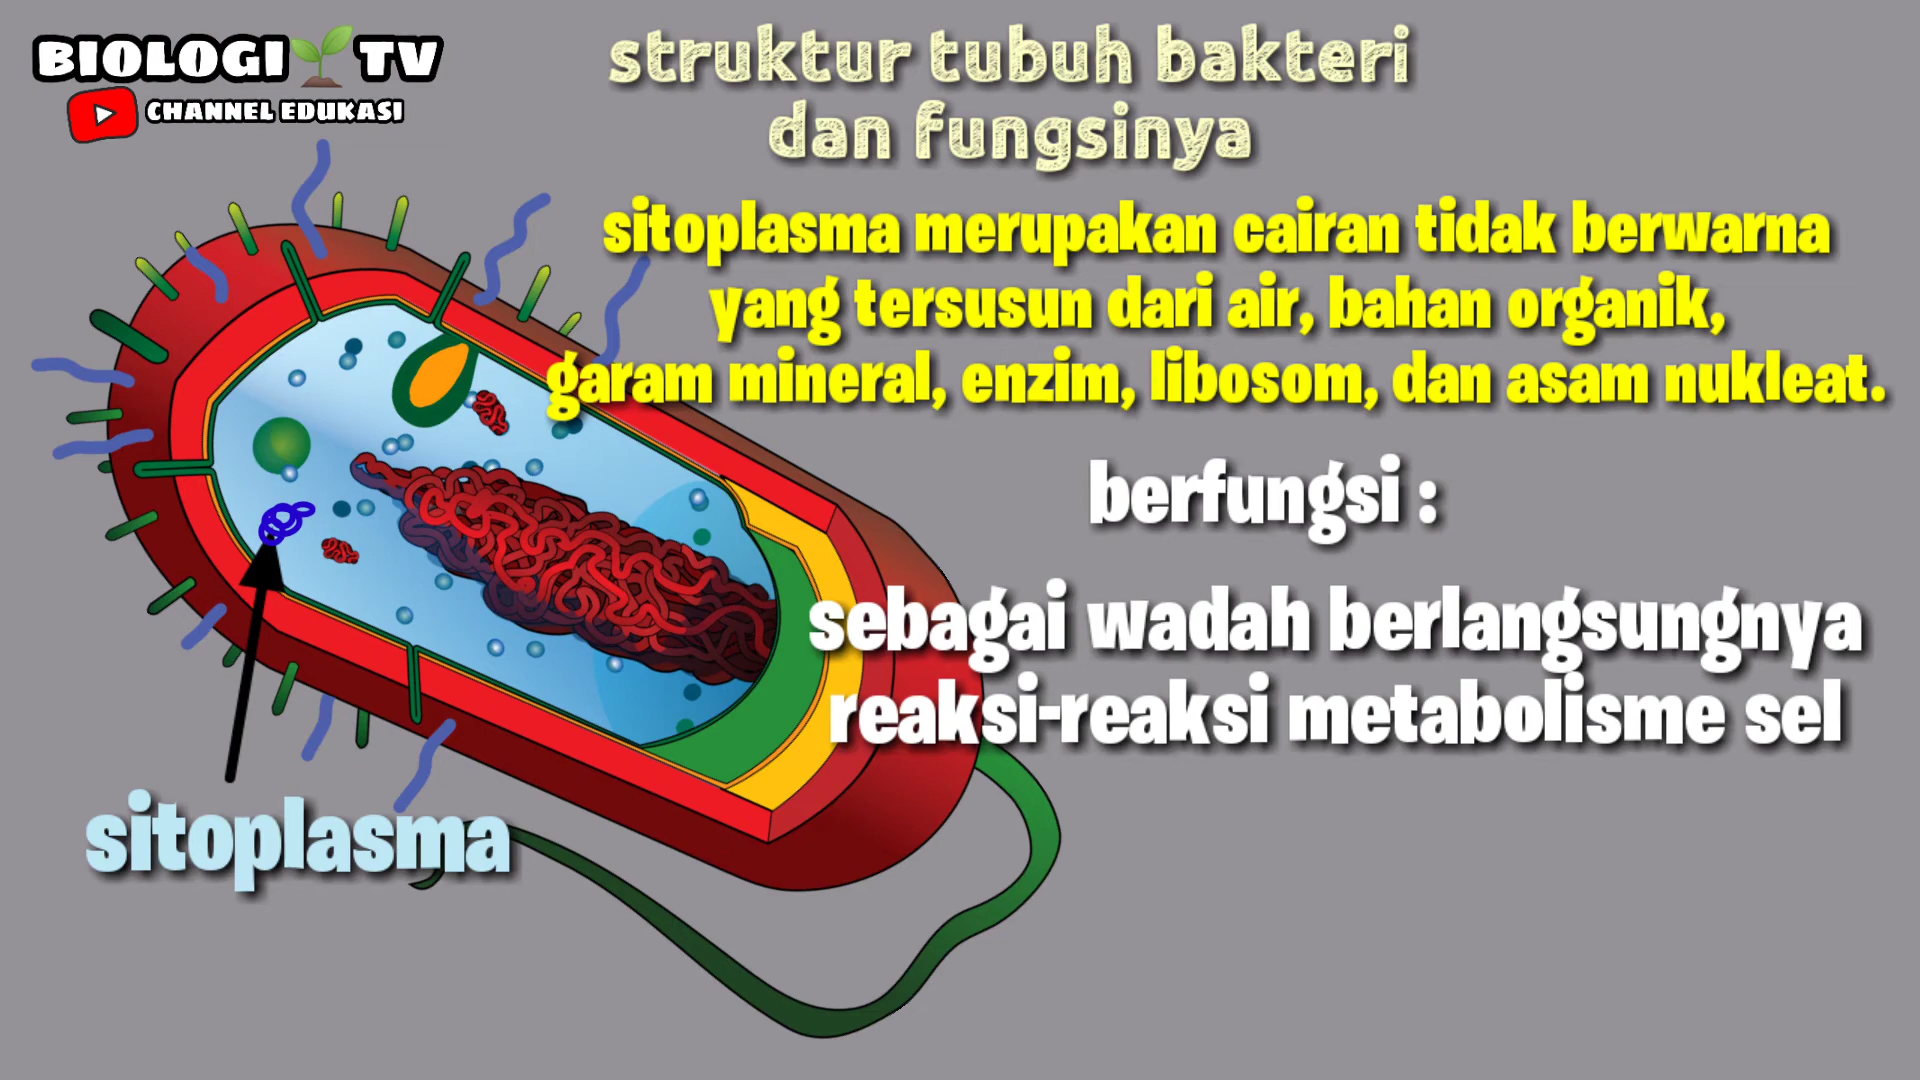 BIOLOGI TV
CHANNEL EDUKASI
struktur tubuh bakteri
dan fungsinya
sitoplasma merupakan cairan tidak berwarna
yang tersusun dari air, bahan organik,
garam mineral, enzim, libosom, dan asam nukleat.
berfungsi :
sebagai wadah berlangsungnya
reaksi-reaksi metabolisme sel
sitoplasma